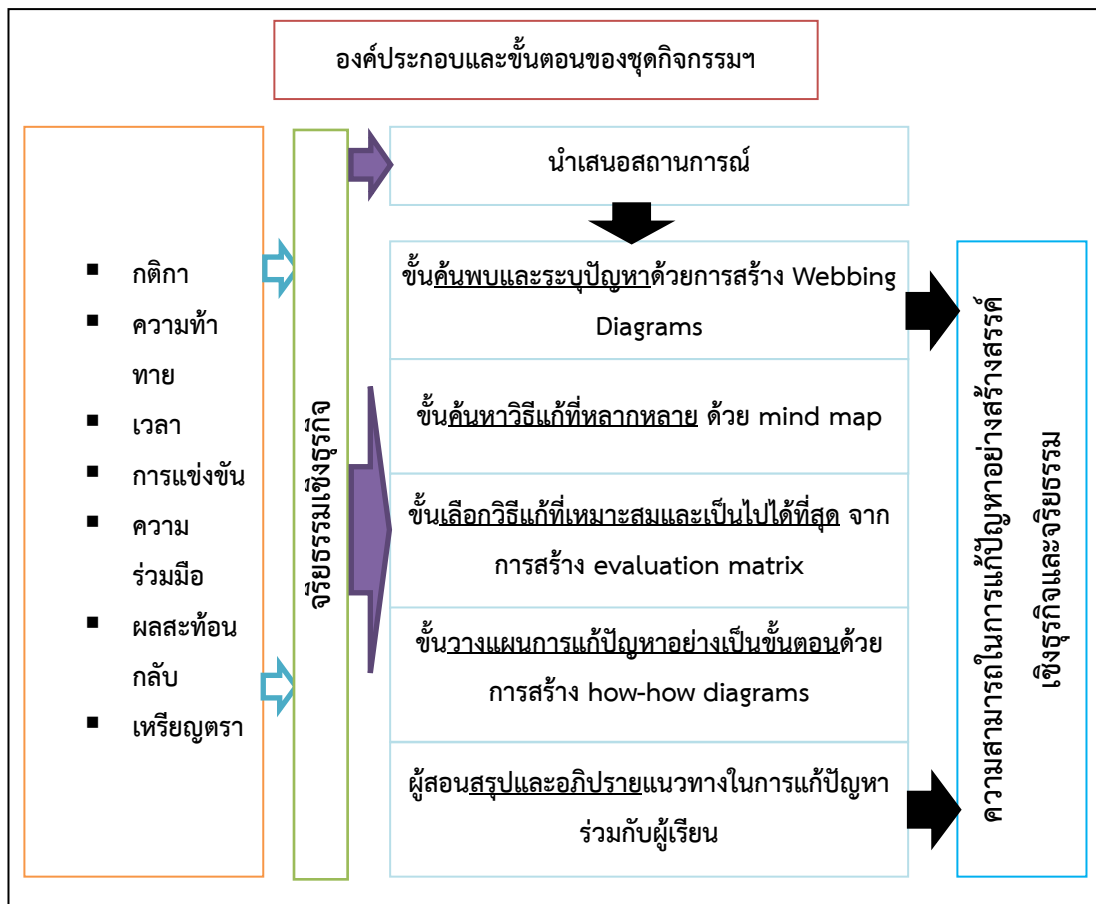 องค์ประกอบและขั้นตอนของชุดกิจกรรมฯ
▪ กติกา
▪ ความท้า
ทาย
▪ เวลา
▪ การแข่งขัน
▪ ความ
ร่วมมือ
▪ ผลสะท้อน
กลับ
▪ เหรียญตรา
จริยธรรมเชิงธุรกิจ
นำเสนอสถานการณ์
ขั้นค้นพบและระบุปัญหาด้วยการสร้าง Webbing
Diagrams
ขั้นค้นหาวิธีแก้ที่หลากหลาย ด้วย mind map
ขั้นเลือกวิธีแก้ที่เหมาะสมและเป็นไปได้ที่สุด จาก
การสร้าง evaluation matrix
ขั้นวางแผนการแก้ปัญหาอย่างเป็นขั้นตอนด้วย
การสร้าง how-how diagrams
ผู้สอนสรุปและอภิปรายแนวทางในการแก้ปัญหา
ร่วมกับผู้เรียน
ความสามารถในการแก้ปัญหาอย่างสร้างสรรค์
เชิงธุรกิจและจริยธรรม